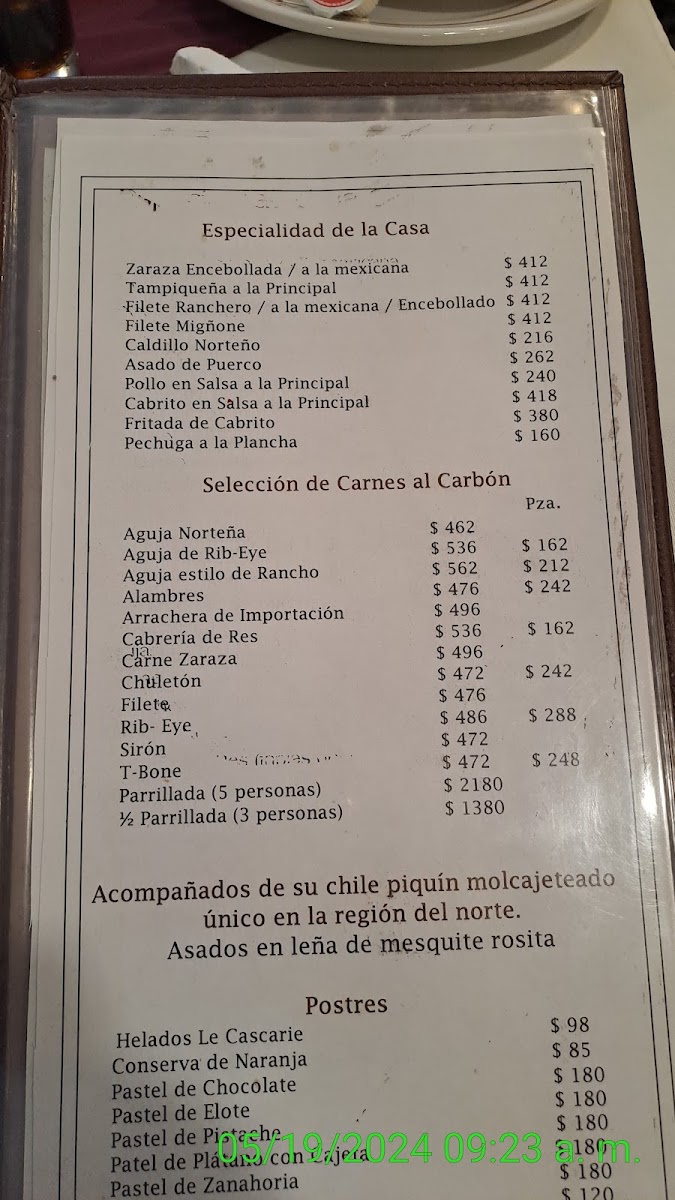 Especialidad de la Casa
Zaraza Encebollada / a la mexicana $ 412
Tampiqueña a la Principal $ 412
Filete Ranchero / a la mexicana / Encebollado $ 412
Filete Migñone $ 412
Caldillo Norteño $ 216
Asado de Puerco $ 262
Pollo en Salsa a la Principal $ 240
Cabrito en Salsa a la Principal $ 418
Fritada de Cabrito $ 380
Pechuga a la Plancha $ 160
Selección de Carnes al Carbón
Pza.
Aguja Norteña $ 462
Aguja de Rib-Eye $ 536 $ 162
Aguja estilo de Rancho $ 562 $ 212
Alambres $ 476 $ 242
Arrachera de Importación $ 496
Cabrería de Res $ 536 $ 162
Carne Zaraza $ 496
Chuletón $ 472 $ 242
Filete $ 476
Rib- Eye $ 486 $ 288
Sirón $ 472
T-Bone $ 472 $ 248
Parrillada (5 personas) $ 2180
½ Parrillada (3 personas) $ 1380
Acompañados de su chile piquín molcajeteado
único en la región del norte.
Asados en leña de mesquite rosita
Postres
Helados Le Cascarie $ 98
Conserva de Naranja $ 85
Pastel de Chocolate $ 180
Pastel de Elote $ 180
Pastel de Pistache $ 180
Patel de Plátano con Cajeta $ 180
Pastel de Zanahoria $ 180
$ 120
05/19/2024 09:23 a. m.